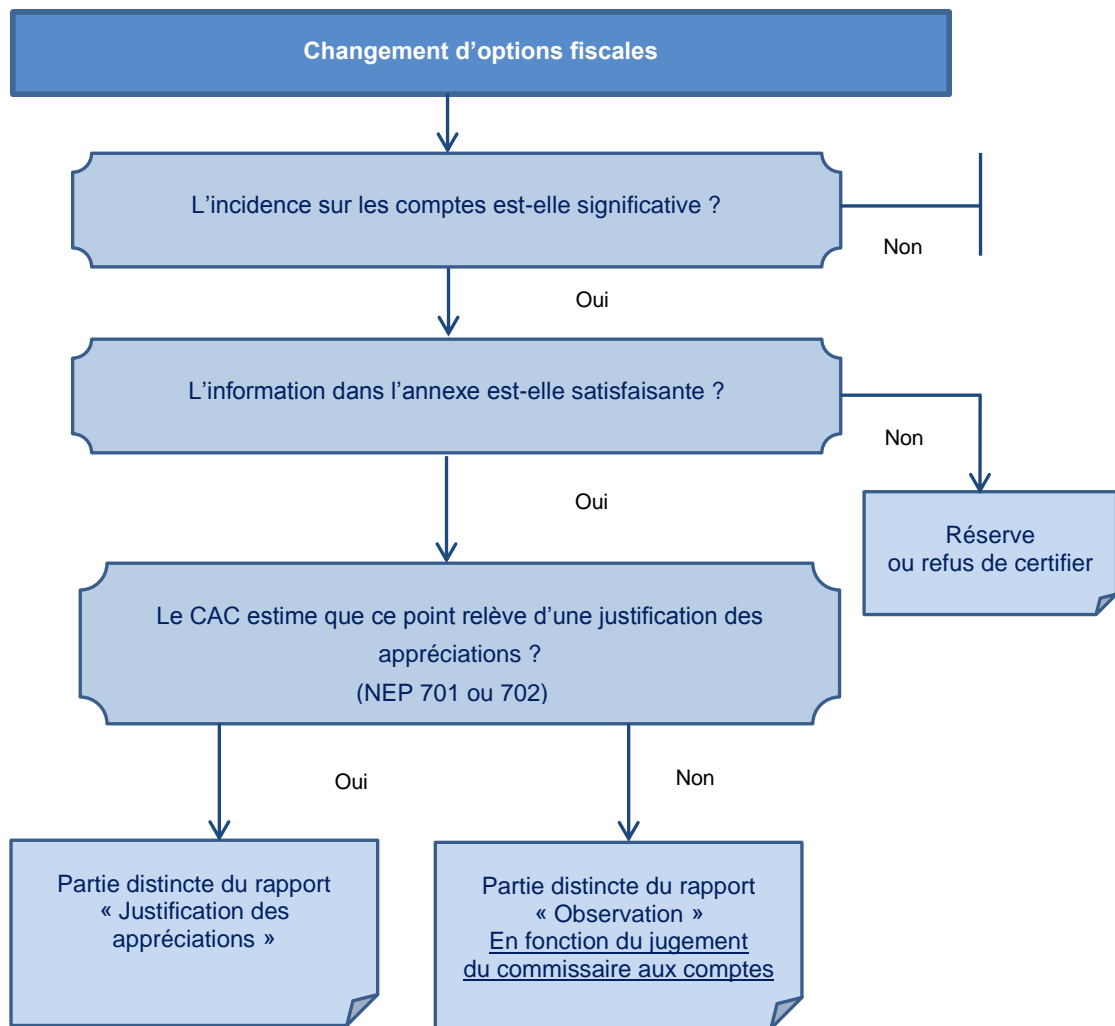 Changement d’options fiscales
L’incidence sur les comptes est-elle significative ?
Non
Oui
L’information dans l’annexe est-elle satisfaisante ?
Non
Oui
Réserve
ou refus de certifier
Le CAC estime que ce point relève d’une justification des
appréciations ?
(NEP 701 ou 702)
Oui
Non
Partie distincte du rapport
« Justification des
appréciations »
Partie distincte du rapport
« Observation »
En fonction du jugement
du commissaire aux comptes